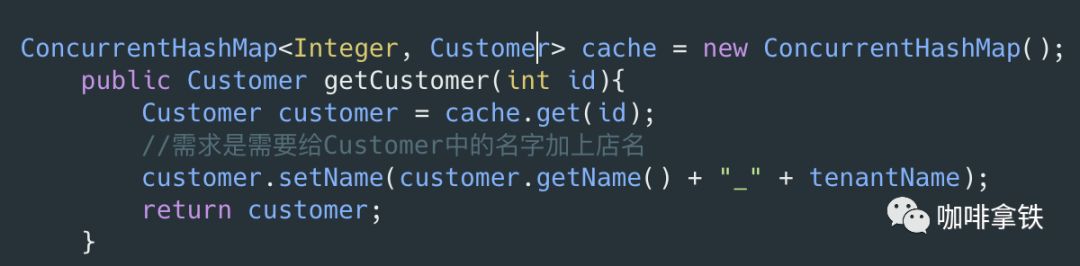 ConcurrentHashMap<Integer, Customer> cache = new ConcurrentHashMap();
public Customer getCustomer(int id){
Customer customer = cache.get(id);
//需求是需要给Customer中的名字加上店名
customer.setName(customer.getName() + "_" + tenantName);
return customer;
}
咖啡拿铁